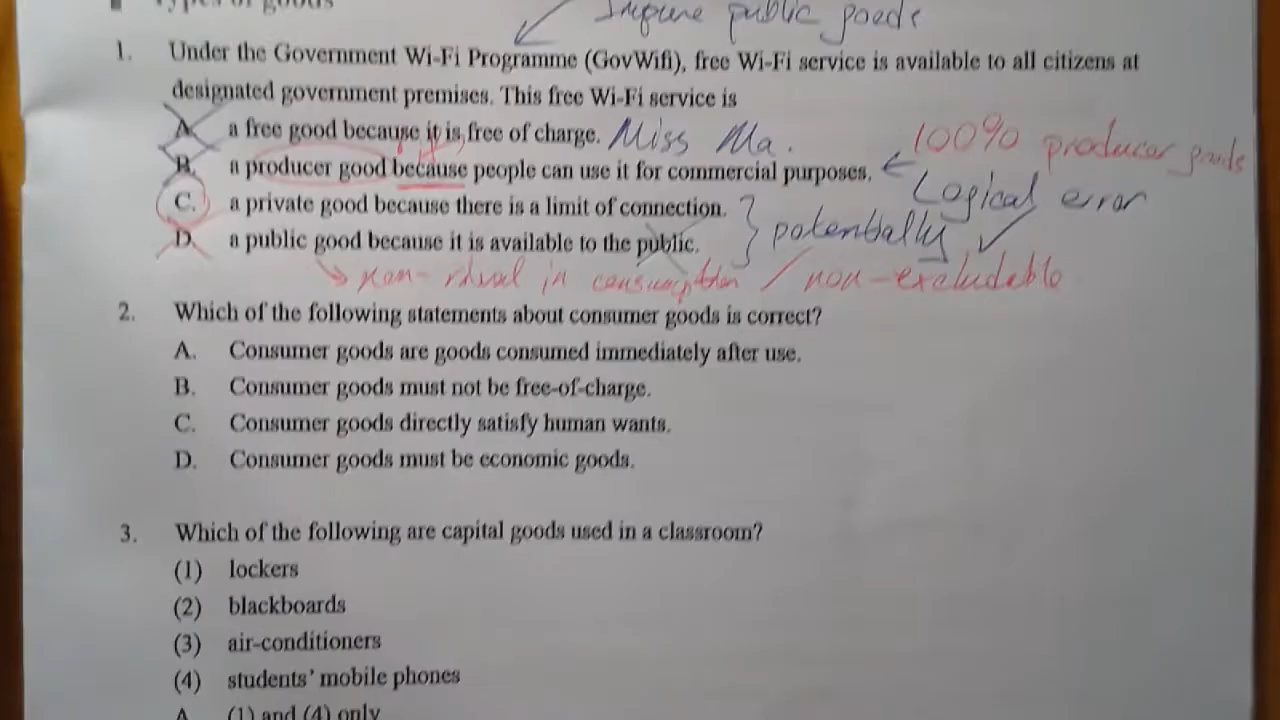 Types of goods
Impure public goods
1. Under the Government Wi-Fi Programme (GovWifi), free Wi-Fi service is available to all citizens at
designated government premises. This free Wi-Fi service is
A. a free good because it is free of charge. Miss Ma.
100% producer goods
B. a producer good because people can use it for commercial purposes.
Logical error
C. a private good because there is a limit of connection.
potentially
D. a public good because it is available to the public.
non-rival in consumption / non-excludable
2. Which of the following statements about consumer goods is correct?
A. Consumer goods are goods consumed immediately after use.
B. Consumer goods must not be free-of-charge.
C. Consumer goods directly satisfy human wants.
D. Consumer goods must be economic goods.
3. Which of the following are capital goods used in a classroom?
(1) lockers
(2) blackboards
(3) air-conditioners
(4) students' mobile phones
A. (1) and (4) only